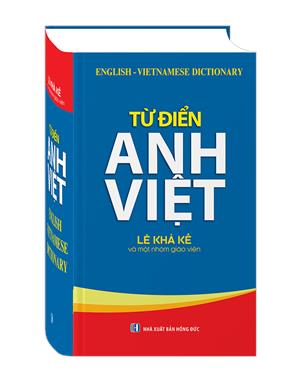 ENGLISH - VIETNAMESE DICTIONARY
TỪ ĐIỂN
ANH
VIỆT
LÊ KHẢ KẾ
và một nhóm giáo viên
NHÀ XUẤT BẢN HỒNG ĐỨC
LÊ KHẢ KẾ
TỪ ĐIỂN
ANH
VIỆT
ENGLISH
VIETNAMESE
DICTIONARY